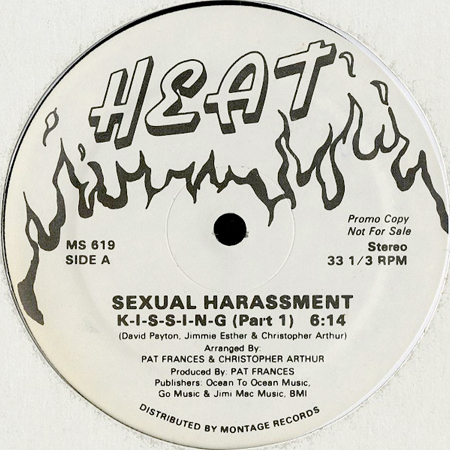 HEAT
Promo Copy
Not For Sale
MS 619
SIDE A
Stereo
33 1/3 RPM
SEXUAL HARASSMENT
K-I-S-S-I-N-G (Part 1) 6:14
(David Payton, Jimmie Esther & Christopher Arthur)
Arranged By:
PAT FRANCES & CHRISTOPHER ARTHUR
Produced By: PAT FRANCES
Publishers: Ocean To Ocean Music,
Go Music & Jimi Mac Music, BMI
DISTRIBUTED BY MONTAGE RECORDS